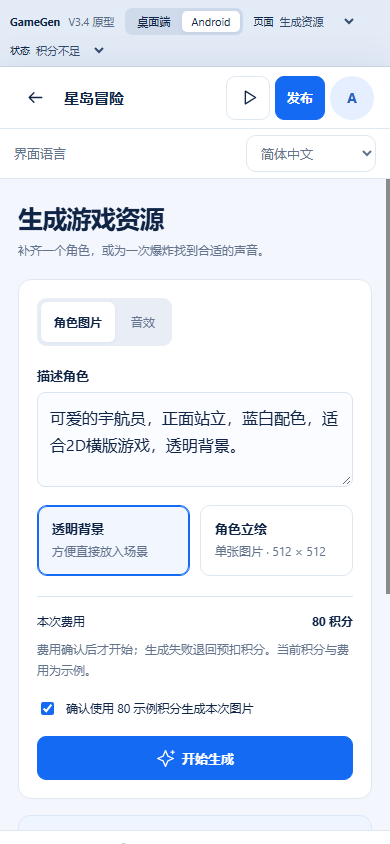 GameGen V3.4 原型 桌面端 Android 页面 生成资源
状态 积分不足
星岛冒险 发布 A
界面语言 简体中文
生成游戏资源
补齐一个角色，或为一次爆炸找到合适的声音。
角色图片 音效
描述角色
可爱的宇航员，正面站立，蓝白配色，适
合2D横版游戏，透明背景。
透明背景 角色立绘
方便直接放入场景 单张图片 · 512 × 512
本次费用 80 积分
费用确认后才开始；生成失败退回预扣积分。当前积分与费
用为示例。
确认使用 80 示例积分生成本次图片
开始生成